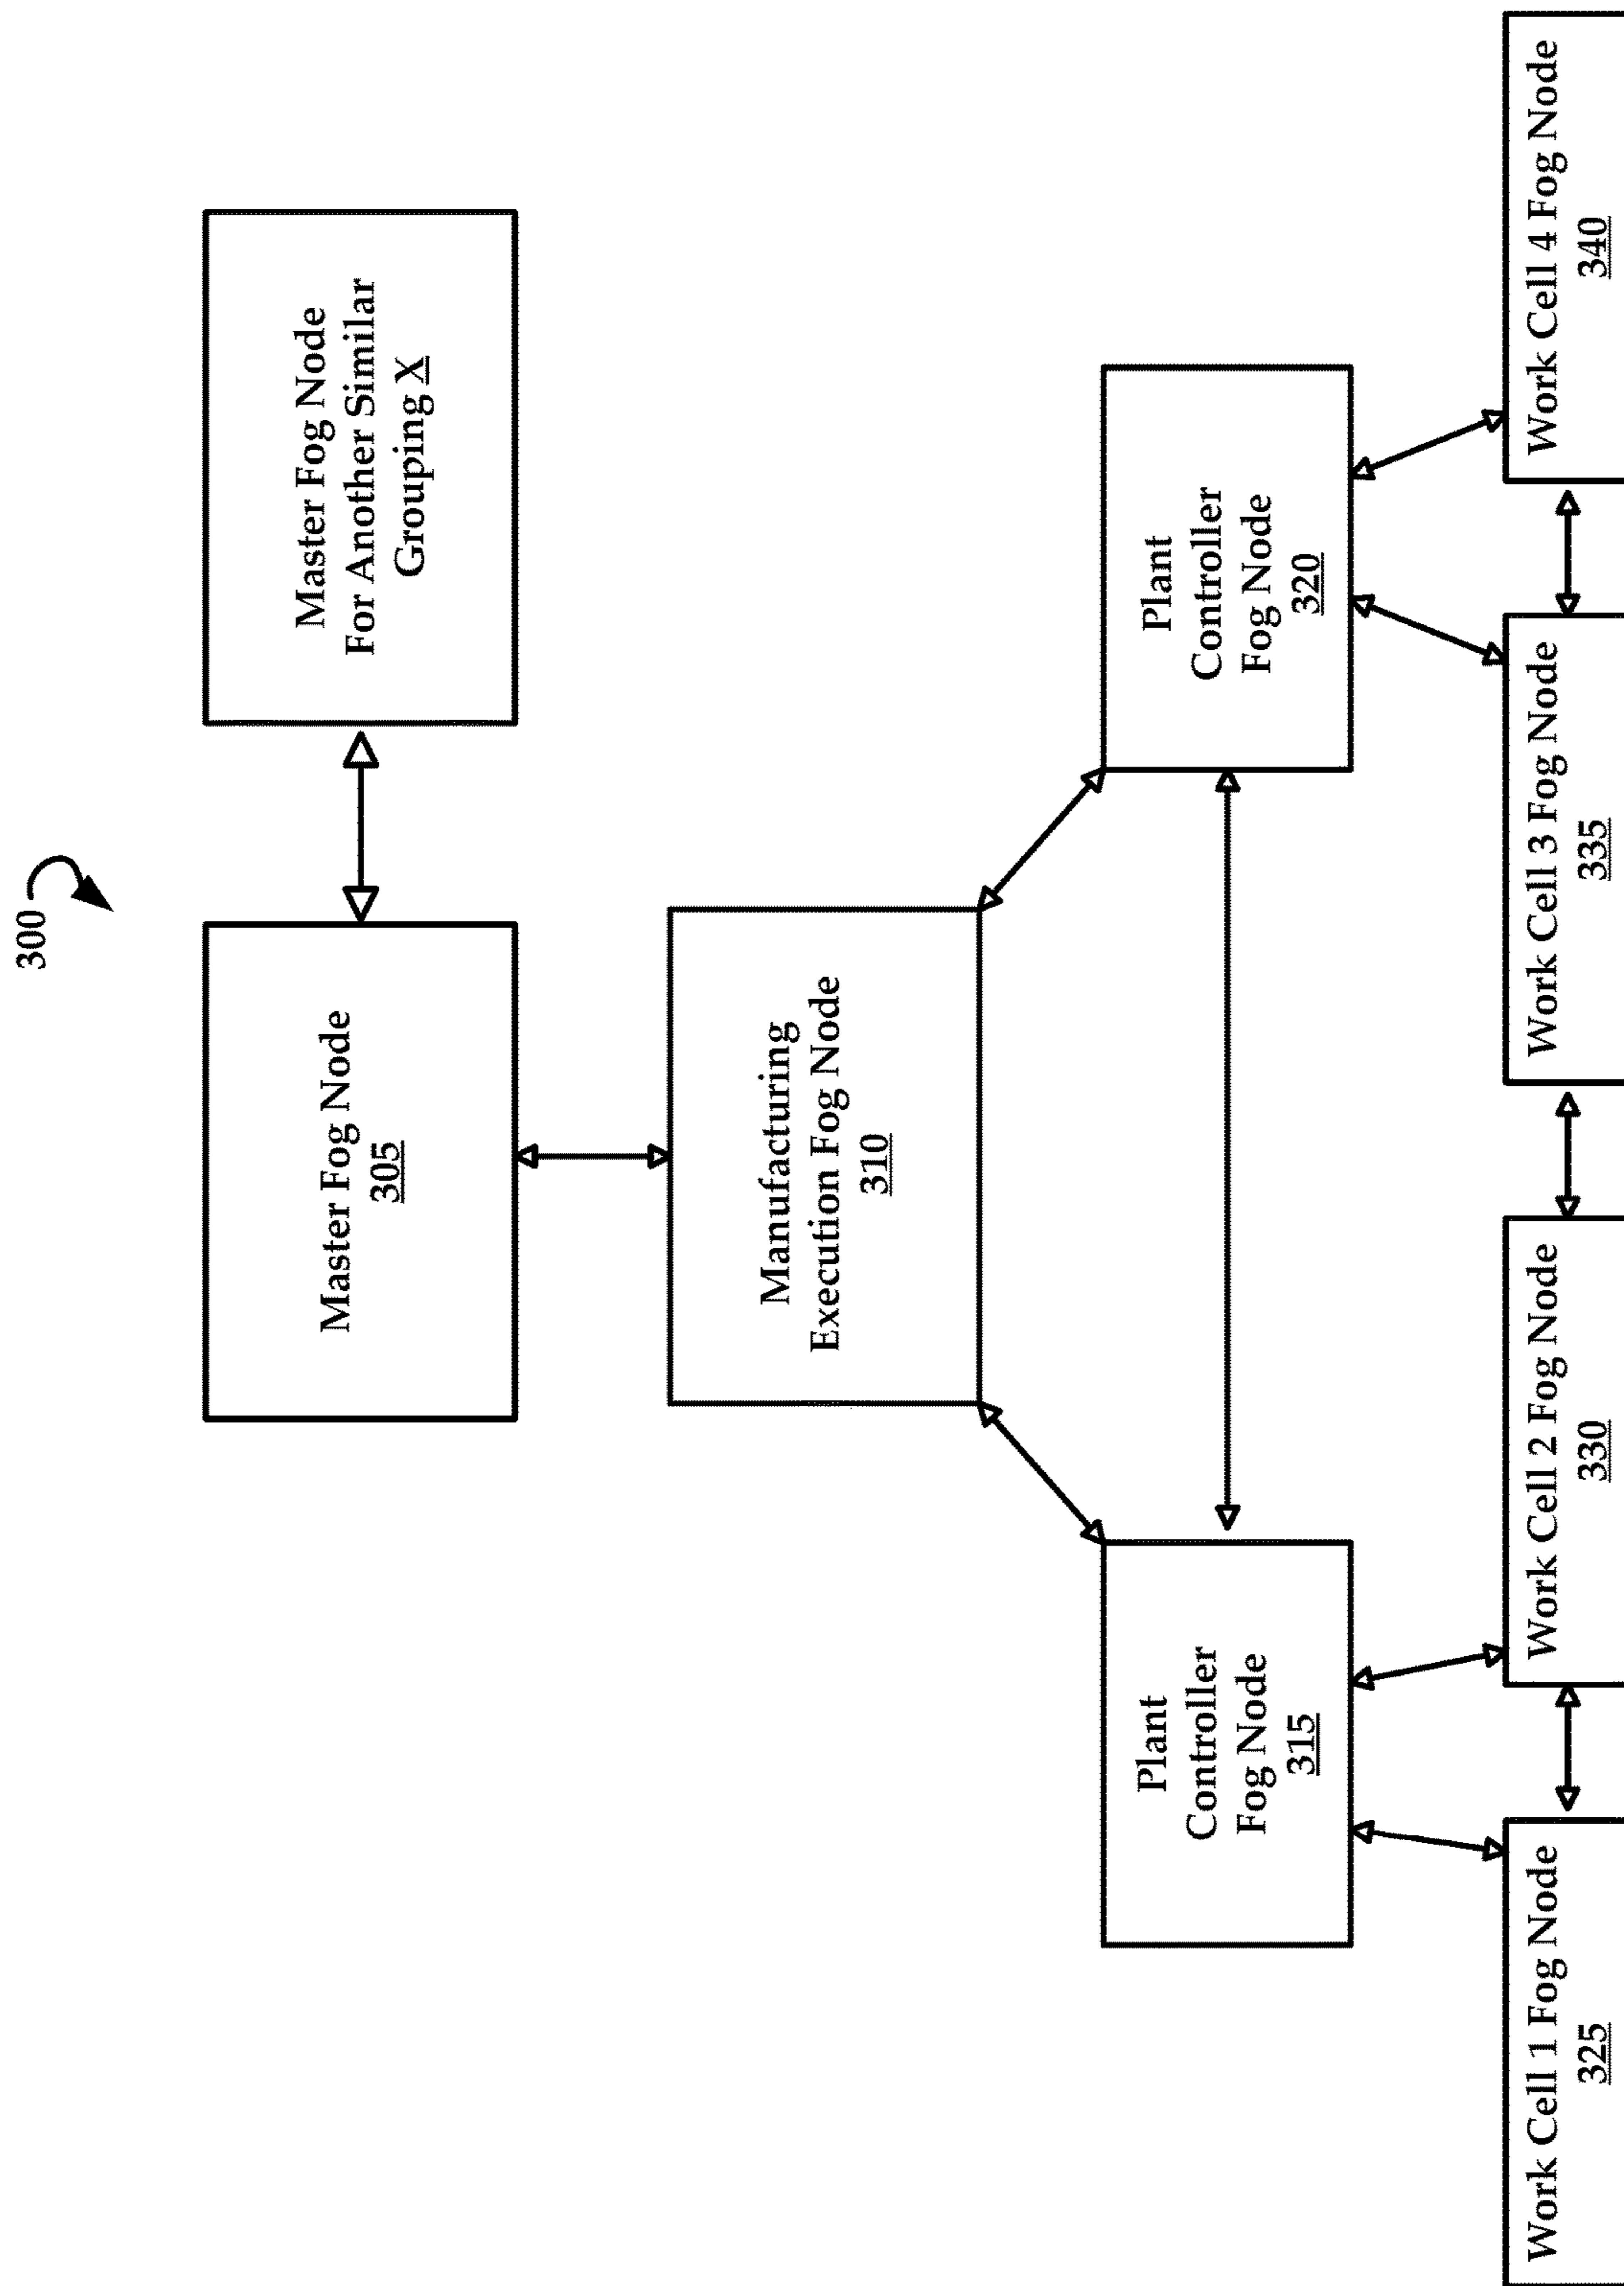 300
Master Fog Node
305
Master Fog Node
For Another Similar
Grouping X
Manufacturing
Execution Fog Node
310
Plant
Controller
Fog Node
315
Plant
Controller
Fog Node
320
Work Cell 1 Fog Node
325
Work Cell 2 Fog Node
330
Work Cell 3 Fog Node
335
Work Cell 4 Fog Node
340